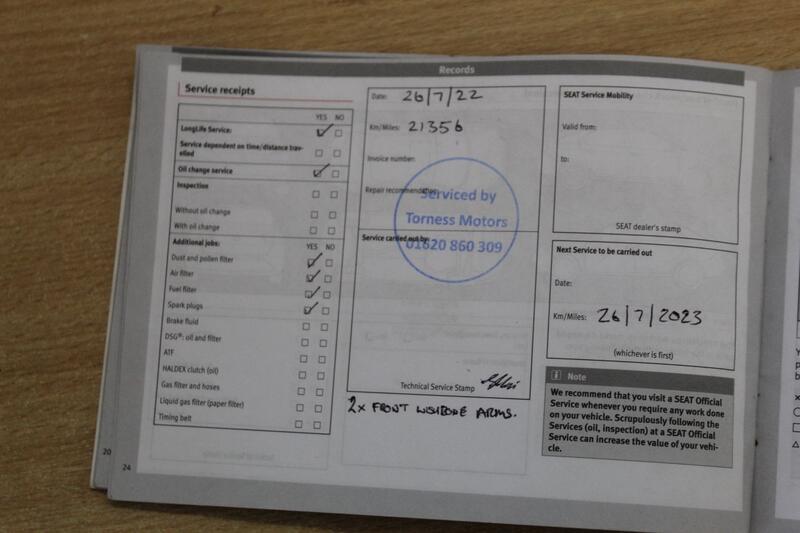 Records
Service receipts
YES NO
LongLife Service:
Service dependent on time/distance trav-
elled
Oil change service
Inspection
Without oil change
With oil change
Additional jobs:
YES NO
Dust and pollen filter
Air filter
Fuel filter
Spark plugs
Brake fluid
DSG®: oil and filter
ATF
HALDEX clutch (oil)
Gas filter and hoses
Liquid gas filter (paper filter)
Timing belt
20
24
Date: 26/7/22
Km/Miles: 21356
Invoice number:
Repair recommendation:
Serviced by
Torness Motors
01620 860 309
Service carried out by:
Technical Service Stamp
2x FRONT WISHBONE ARMS.
SEAT Service Mobility
Valid from:
to:
SEAT dealer's stamp
Next Service to be carried out
Date:
Km/Miles: 26/7/2023
(whichever is first)
Note
We recommend that you visit a SEAT Official
Service whenever you require any work done
on your vehicle. Scrupulously following the
Services (oil, inspection) at a SEAT Official
Service can increase the value of your vehi-
cle.